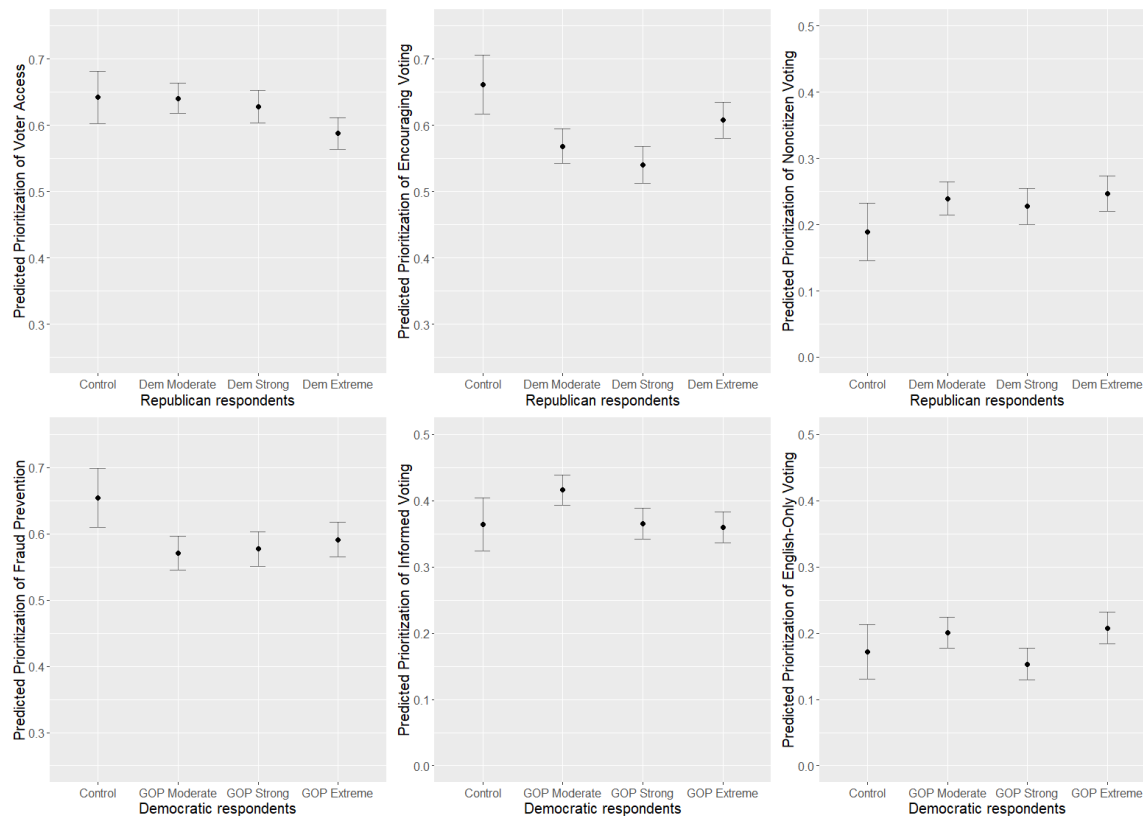 Predicted Prioritization of Voter Access
0.7
0.6
0.5
0.4
0.3
Control Dem Moderate Dem Strong Dem Extreme
Republican respondents
Predicted Prioritization of Encouraging Voting
0.7
0.6
0.5
0.4
0.3
Control Dem Moderate Dem Strong Dem Extreme
Republican respondents
Predicted Prioritization of Noncitizen Voting
0.5
0.4
0.3
0.2
0.1
0.0
Control Dem Moderate Dem Strong Dem Extreme
Republican respondents
Predicted Prioritization of Fraud Prevention
0.7
0.6
0.5
0.4
0.3
Control GOP Moderate GOP Strong GOP Extreme
Democratic respondents
Predicted Prioritization of Informed Voting
0.5
0.4
0.3
0.2
0.1
0.0
Control GOP Moderate GOP Strong GOP Extreme
Democratic respondents
Predicted Prioritization of English-Only Voting
0.5
0.4
0.3
0.2
0.1
0.0
Control GOP Moderate GOP Strong GOP Extreme
Democratic respondents